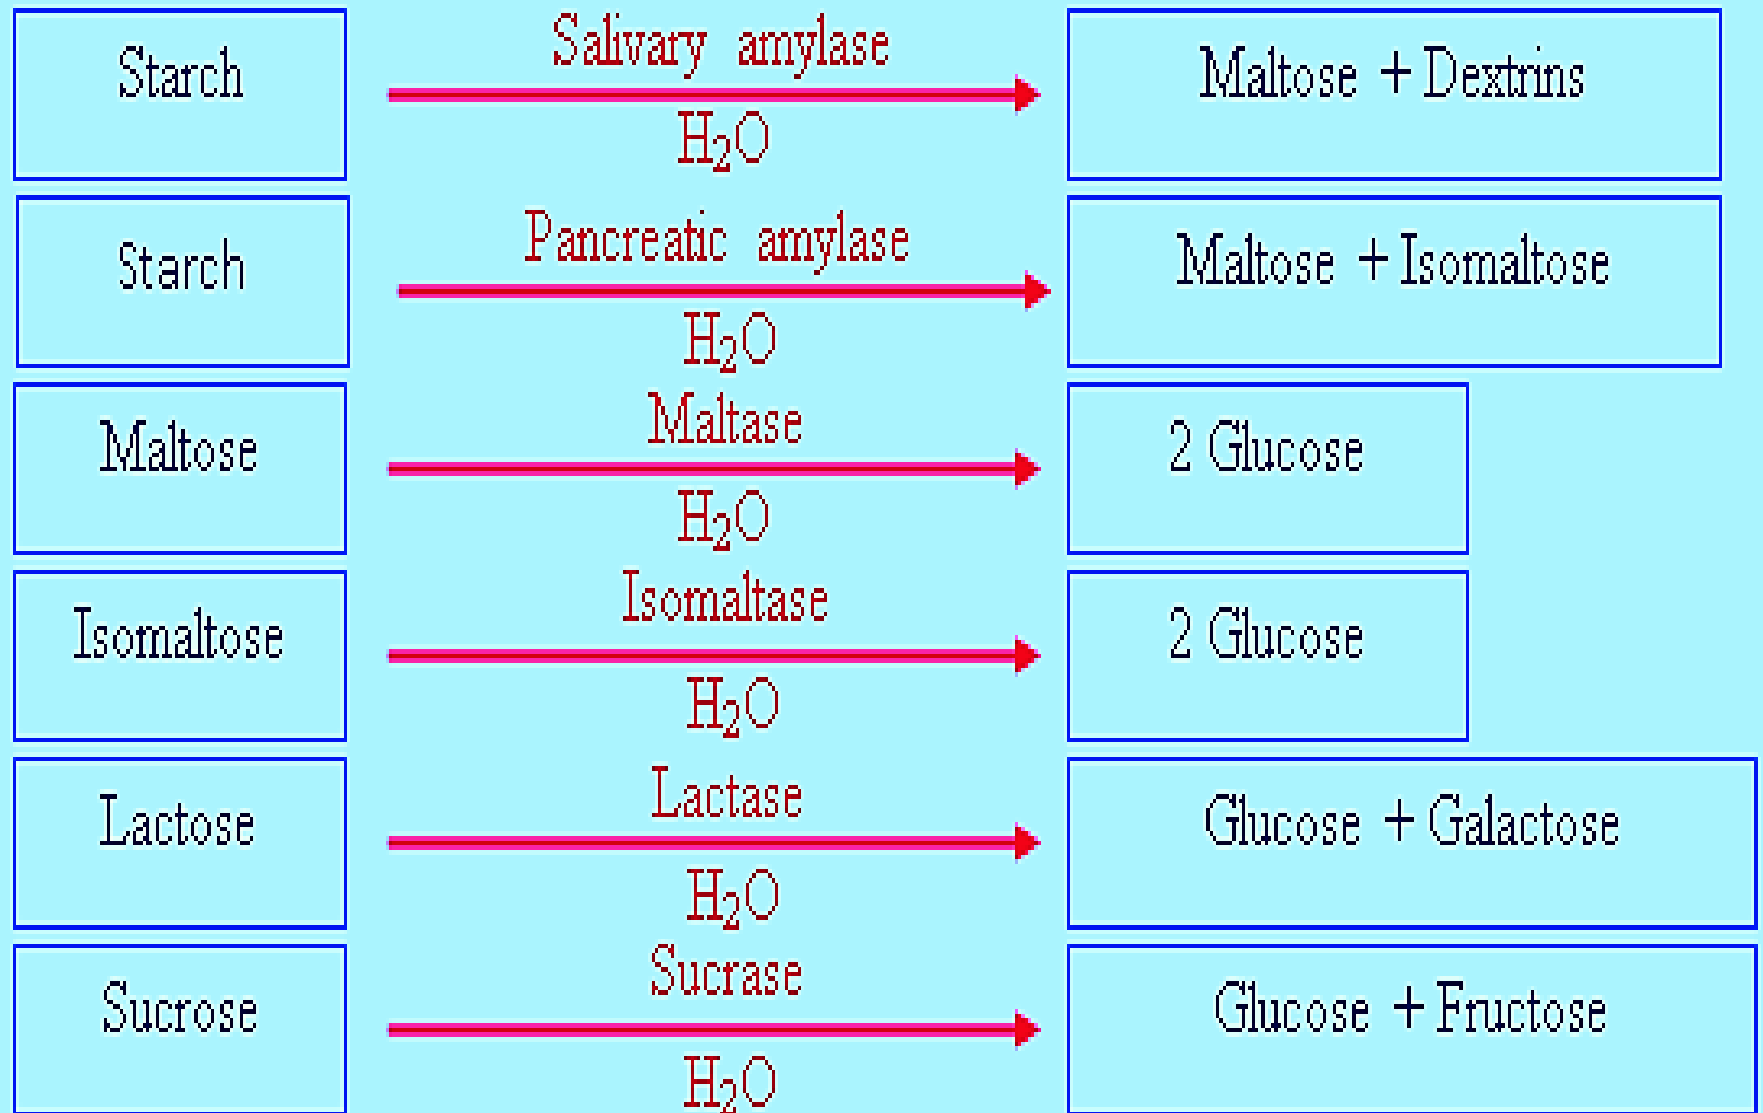 Starch Salivary amylase Maltose + Dextrins
H₂O
Starch Pancreatic amylase Maltose + Isomaltose
H₂O
Maltose Maltase 2 Glucose
H₂O
Isomaltose Isomaltase 2 Glucose
H₂O
Lactose Lactase Glucose + Galactose
H₂O
Sucrose Sucrase Glucose + Fructose
H₂O